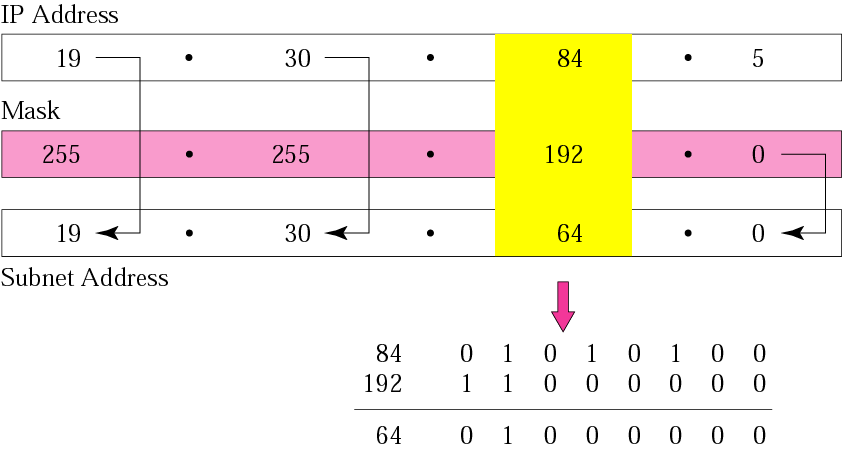 IP Address
19 • 30 • 84 • 5
Mask
255 • 255 • 192 • 0
19 • 30 • 64 • 0
Subnet Address
84 0 1 0 1 0 1 0 0
192 1 1 0 0 0 0 0 0
64 0 1 0 0 0 0 0 0